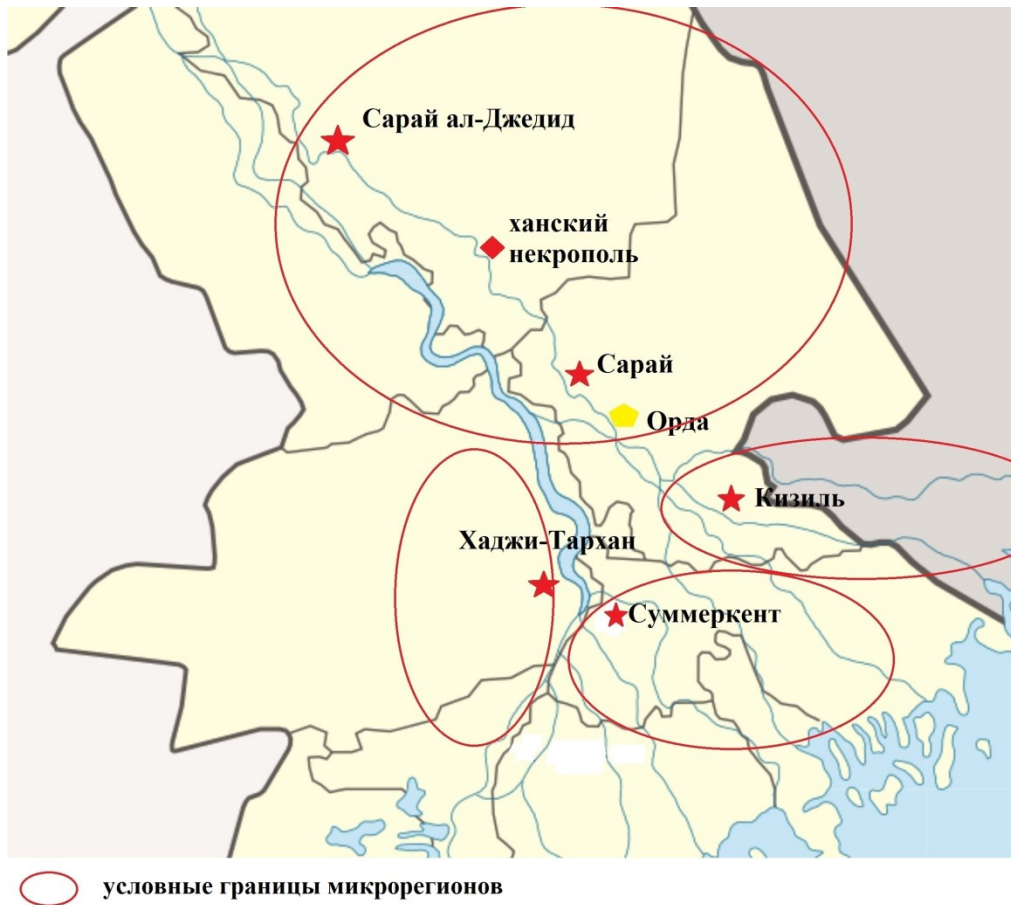 Сарай ал-Джедид
ханский
некрополь
Сарай
Орда
Кизиль
Хаджи-Тархан
Суммеркент
условные границы микрорегионов